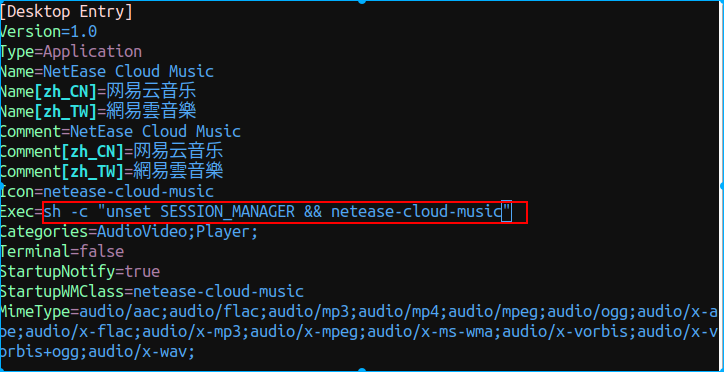 [Desktop Entry]
Version=1.0
Type=Application
Name=NetEase Cloud Music
Name[zh_CN]=网易云音乐
Name[zh_TW]=網易雲音樂
Comment=NetEase Cloud Music
Comment[zh_CN]=网易云音乐
Comment[zh_TW]=網易雲音樂
Icon=netease-cloud-music
Exec=sh -c "unset SESSION_MANAGER && netease-cloud-music"
Categories=AudioVideo;Player;
Terminal=false
StartupNotify=true
StartupWMClass=netease-cloud-music
MimeType=audio/aac;audio/flac;audio/mp3;audio/mp4;audio/mpeg;audio/ogg;audio/x-a
pe;audio/x-flac;audio/x-mp3;audio/x-mpeg;audio/x-ms-wma;audio/x-vorbis;audio/x-v
orbis+ogg;audio/x-wav;